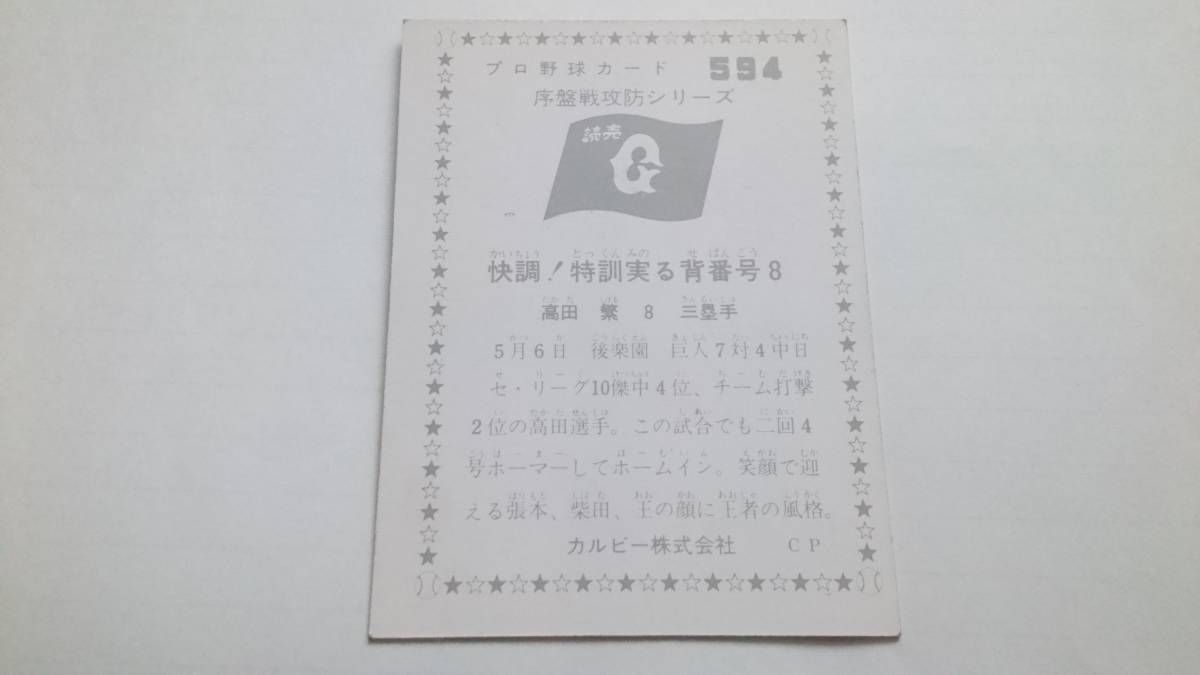 プロ野球カード 594
序盤戦攻防シリーズ
読売
G
快調！特訓実る背番号8
高田 繁 8 三塁手
5月6日 後楽園 巨人7対4中日
セ・リーグ10傑中4位、チーム打撃
2位の高田選手。この試合でも二回4
号ホーマーしてホームイン。笑顔で迎
える張本、柴田、王の顔に王者の風格。
カルビー株式会社 CP